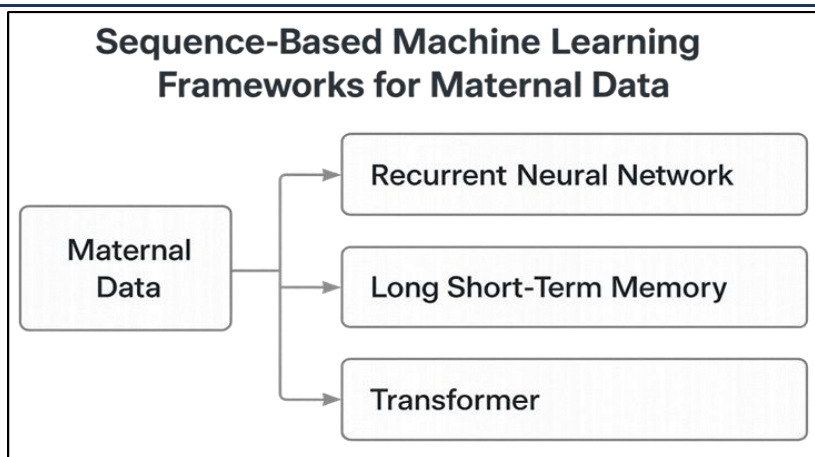 Sequence-Based Machine Learning
Frameworks for Maternal Data
Maternal
Data
Recurrent Neural Network
Long Short-Term Memory
Transformer